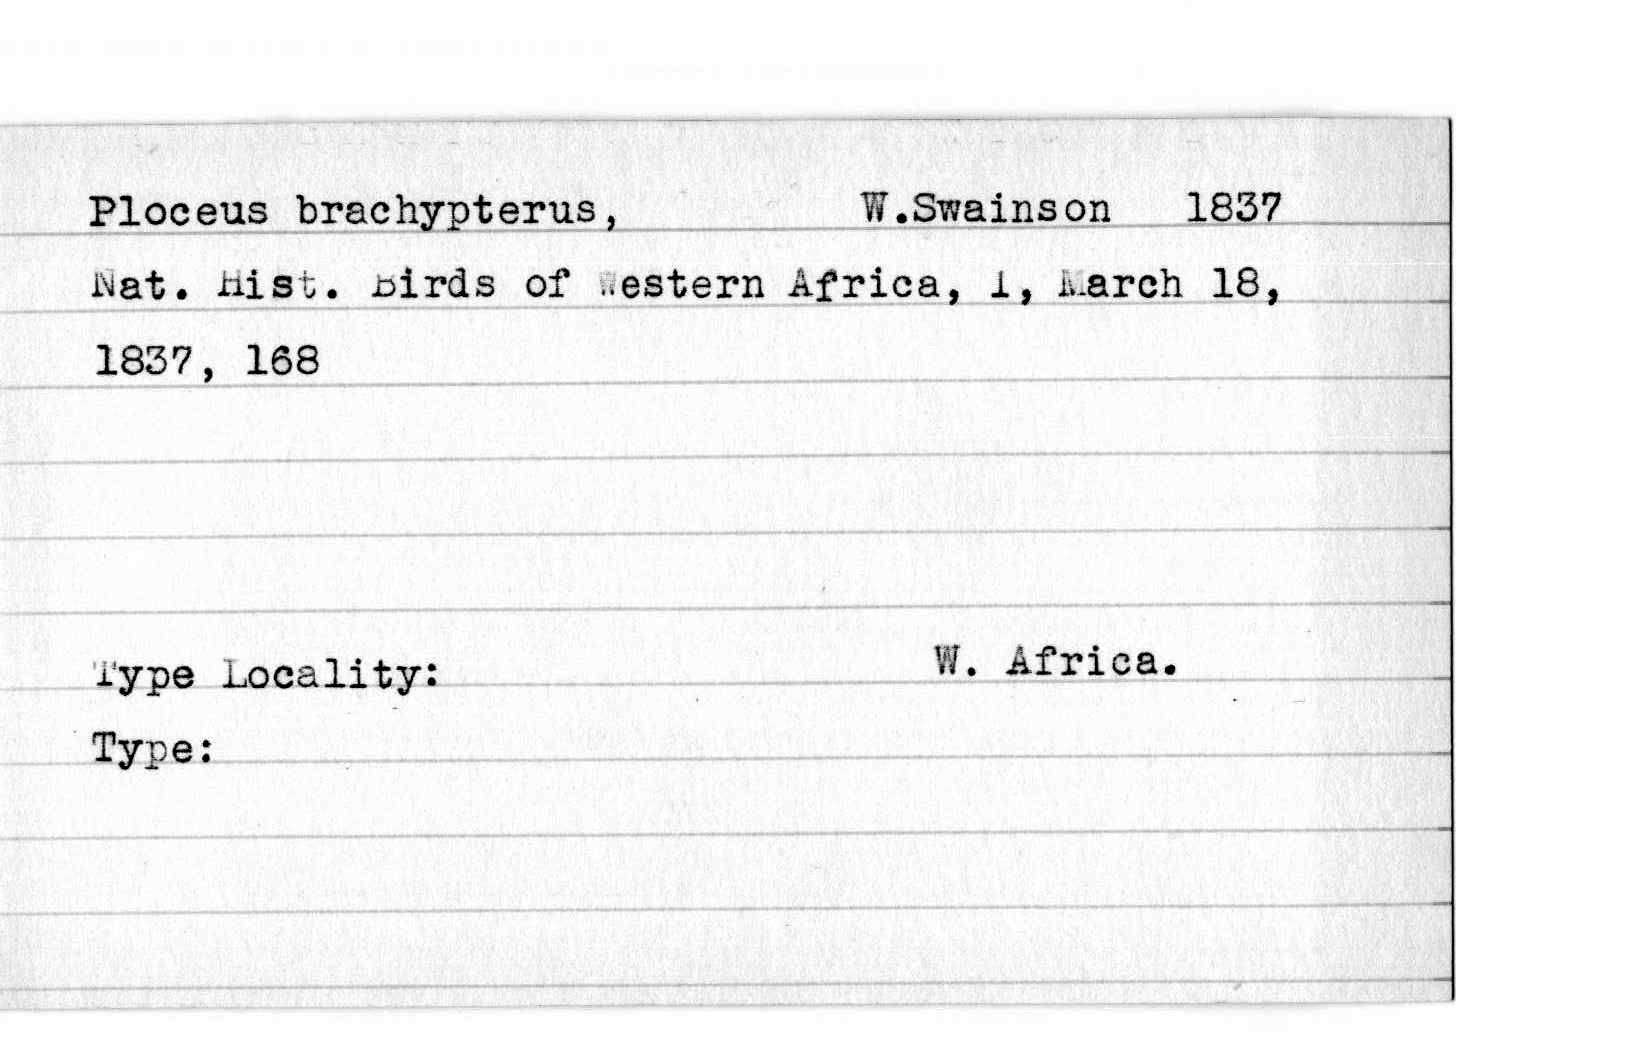 Ploceus brachypterus, W.Swainson 1837
Nat. Hist. Birds of Western Africa, 1, March 18,
1837, 168
Type Locality: W. Africa.
Type: